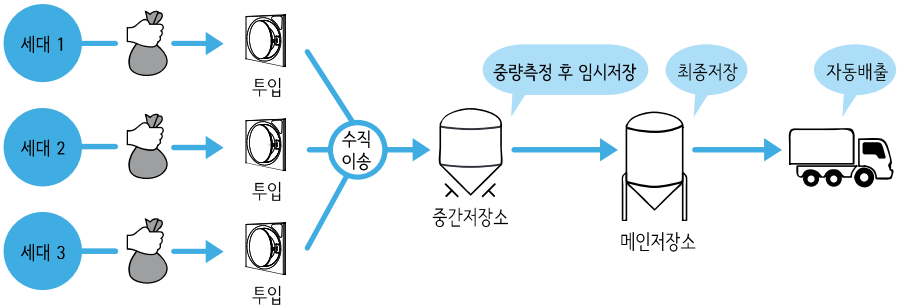 세대 1
투입
세대 2
투입
세대 3
투입
수직
이송
중량측정 후 임시저장
중간저장소
최종저장
메인저장소
자동배출